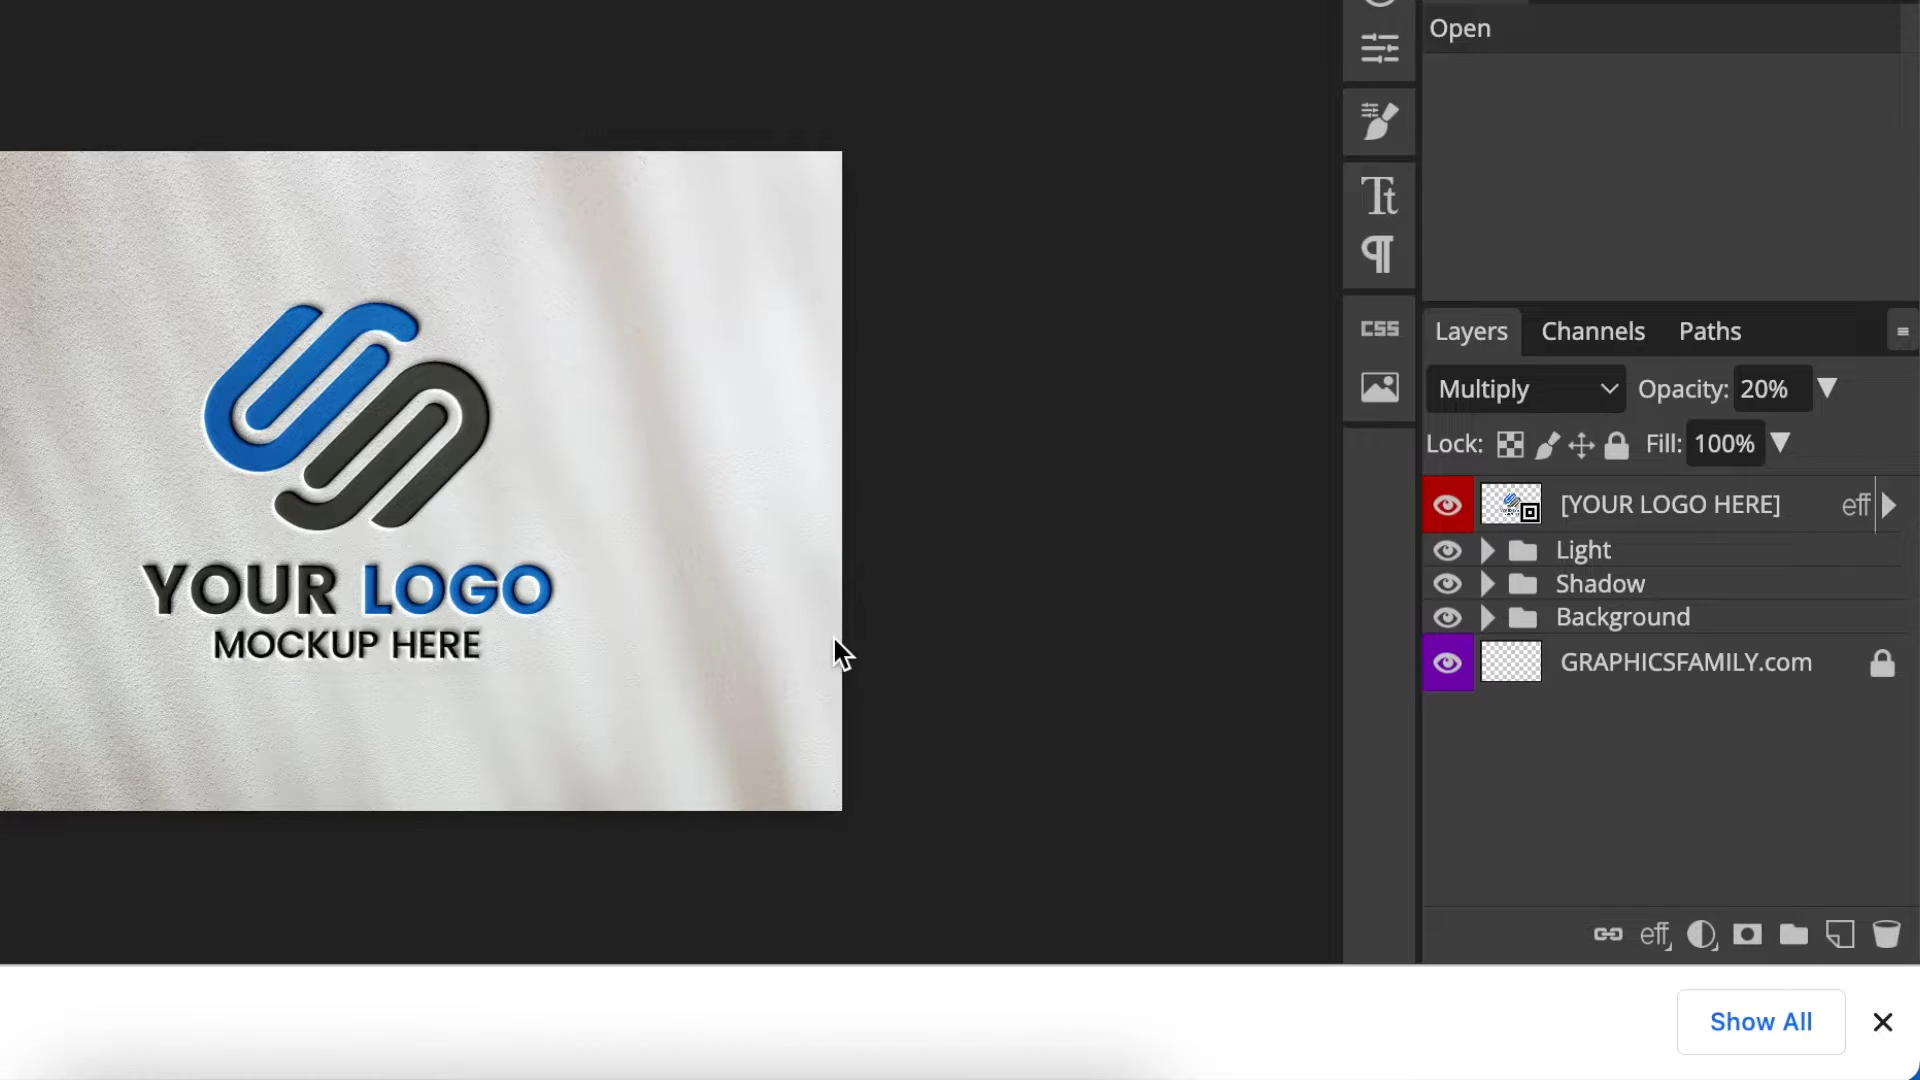 Open
Tt
CSS
Layers Channels Paths
Multiply Opacity: 20%
Lock: Fill: 100%
[YOUR LOGO HERE] eff
Light
Shadow
Background
GRAPHICSFAMILY.com
eff
YOUR LOGO
MOCKUP HERE
Show All